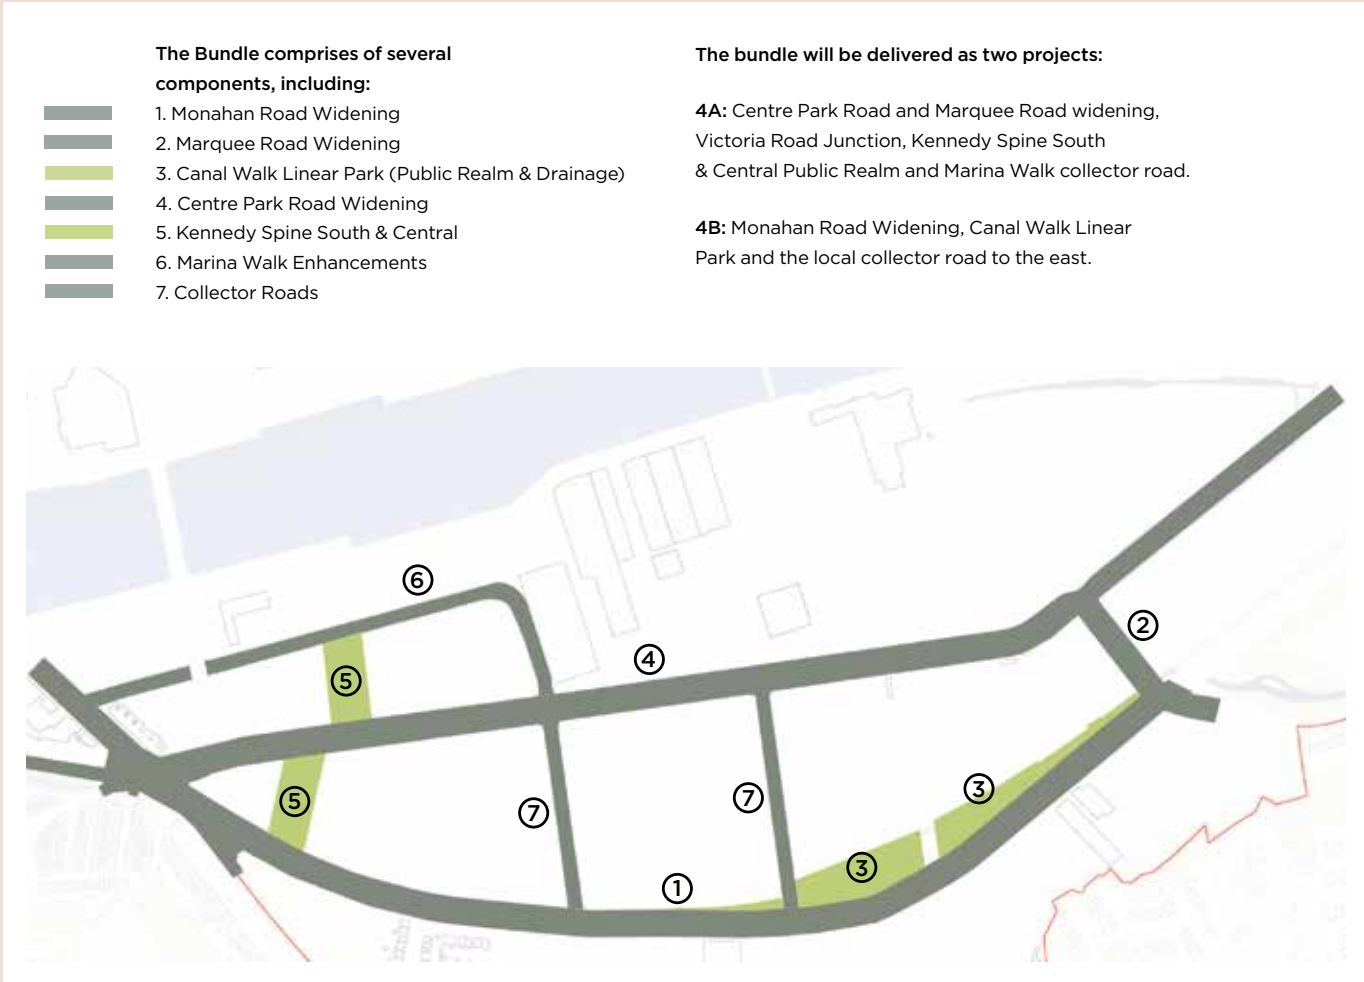 The Bundle comprises of several
components, including:
1. Monahan Road Widening
2. Marquee Road Widening
3. Canal Walk Linear Park (Public Realm & Drainage)
4. Centre Park Road Widening
5. Kennedy Spine South & Central
6. Marina Walk Enhancements
7. Collector Roads
The bundle will be delivered as two projects:
4A: Centre Park Road and Marquee Road widening,
Victoria Road Junction, Kennedy Spine South
& Central Public Realm and Marina Walk collector road.
4B: Monahan Road Widening, Canal Walk Linear
Park and the local collector road to the east.
6
2
4
5
3
7
5
7
3
1